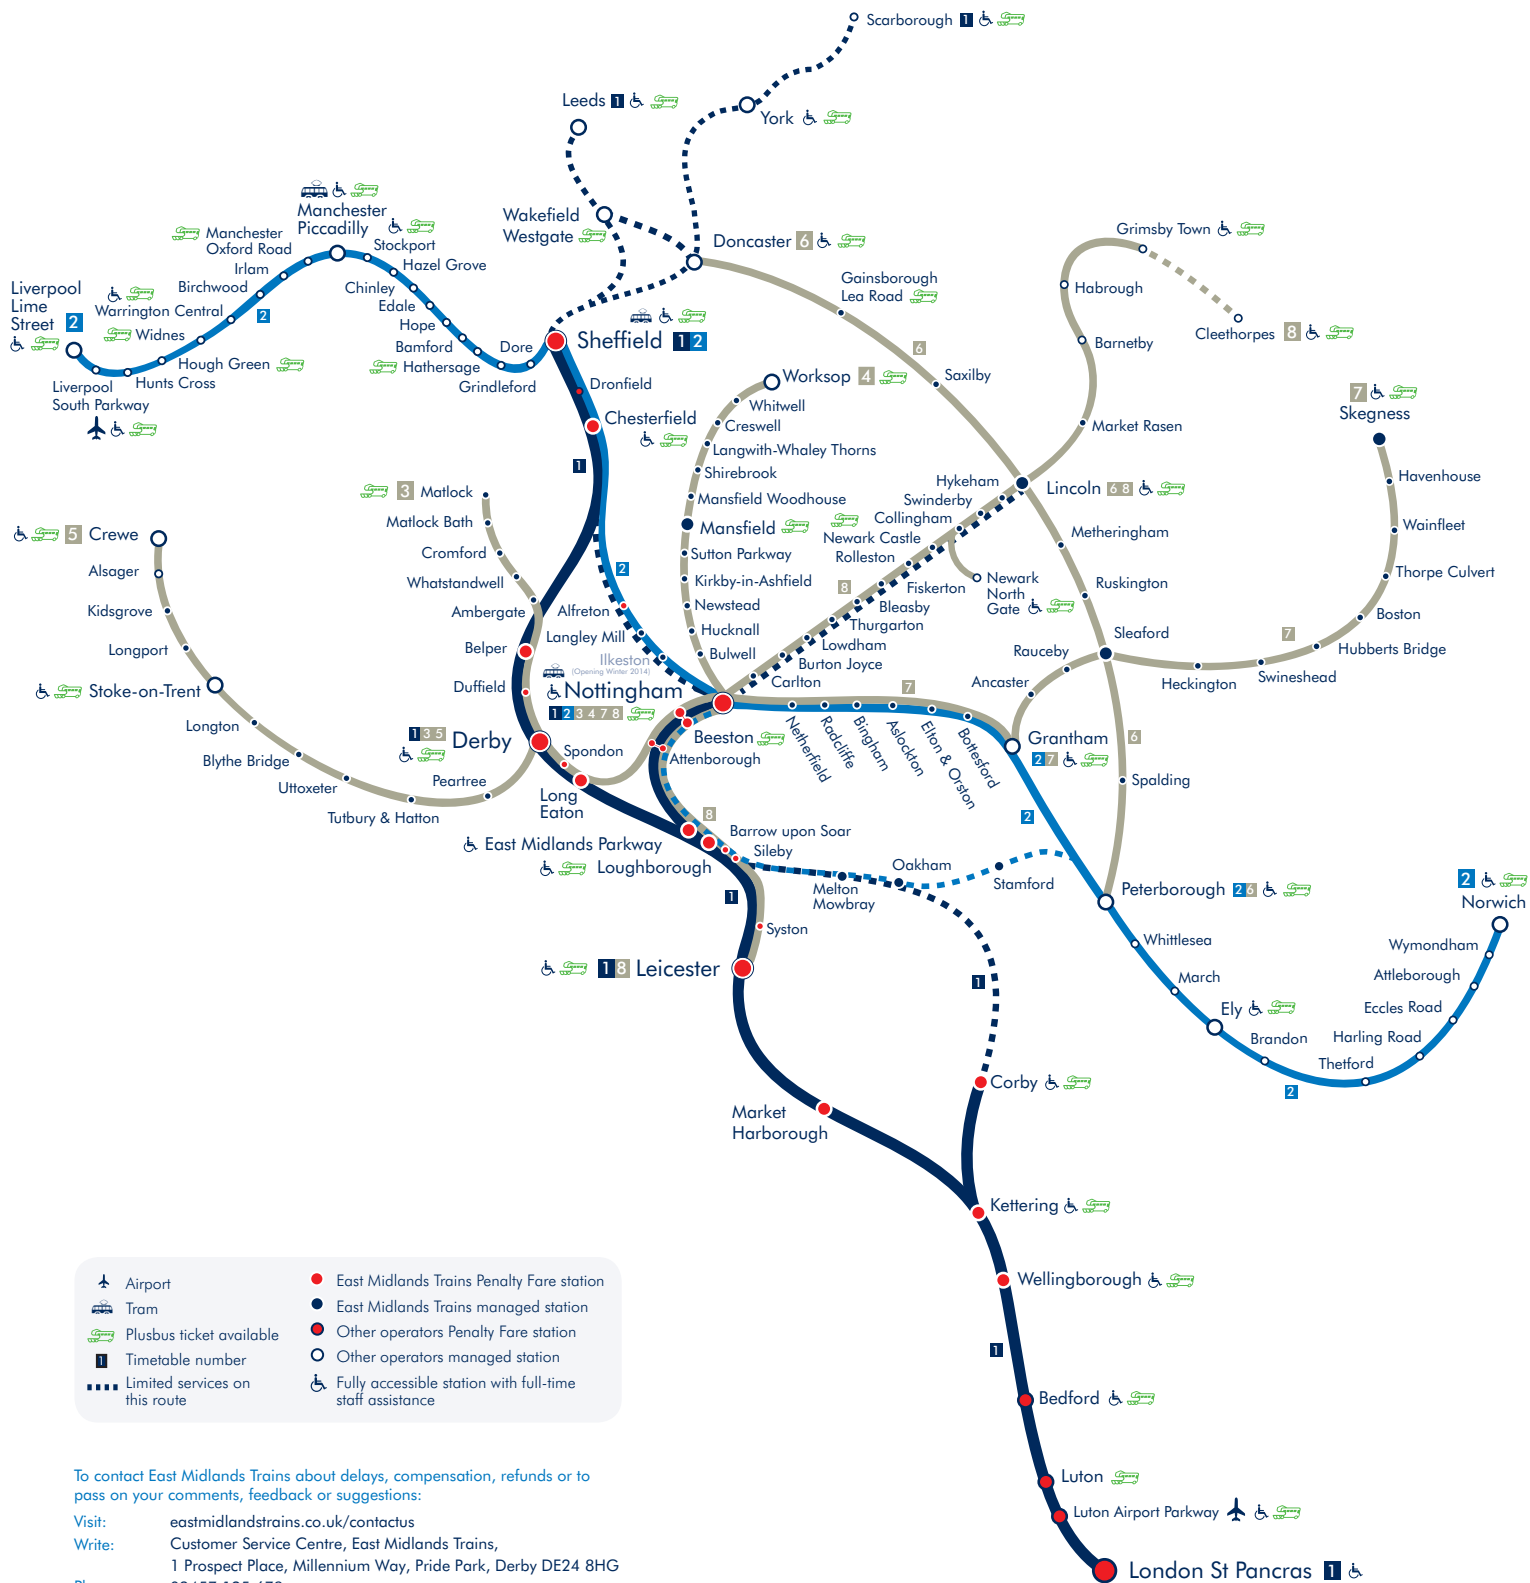 Scarborough 1
Leeds 1
York
Wakefield
Westgate
Doncaster 6
Manchester
Piccadilly
Manchester
Oxford Road
Stockport
Hazel Grove
Irlam
Birchwood
Chinley
Edale
Hope
Bamford
Hathersage
Grindleford
Dore
Liverpool
Lime
Street 2
Warrington Central
2
Widnes
Hough Green
Hunts Cross
Liverpool
South Parkway
Grimsby Town
Habrough
Cleethorpes 8
Barnetby
Market Rasen
Gainsborough
Lea Road
6
Saxilby
Sheffield 1 2
Dronfield
Chesterfield
1
Worksop 4
Whitwell
Creswell
Langwith-Whaley Thorns
Shirebrook
Mansfield Woodhouse
Mansfield
Sutton Parkway
Kirkby-in-Ashfield
Newstead
Hucknall
Bulwell
7
Skegness
Havenhouse
Wainfleet
Thorpe Culvert
Boston
Hubberts Bridge
7
Swineshead
Heckington
Sleaford
Rauceby
Ancaster
Hykeham
Swinderby
Collingham
Newark Castle
Rolleston
Lincoln 6 8
Metheringham
Ruskington
8
Fiskerton
Bleasby
Thurgarton
Lowdham
Burton Joyce
Carlton
Newark
North
Gate
3 Matlock
Matlock Bath
Cromford
Whatstandwell
Ambergate
Belper
Duffield
5 Crewe
Alsager
Kidsgrove
Longport
Stoke-on-Trent
Longton
Blythe Bridge
Uttoxeter
Tutbury & Hatton
Peartree
1 3 5
Derby
Spondon
Long
Eaton
2
Alfreton
Langley Mill
Ilkeston
(Opening Winter 2014)
Nottingham
1 2 3 4 7 8
Beeston
Attenborough
7
Netherfield
Radcliffe
Bingham
Aslockton
Elton & Orston
Bottesford
Grantham
2 7
6
Spalding
2
8
East Midlands Parkway
Loughborough
Barrow upon Soar
Sileby
Melton
Mowbray
Oakham
Stamford
Peterborough 2 6
Whittlesea
March
Ely
Brandon
Thetford
2
Harling Road
Eccles Road
Attleborough
Wymondham
2
Norwich
1
Syston
1 8 Leicester
1
Corby
Market
Harborough
Kettering
Wellingborough
1
Bedford
Luton
Luton Airport Parkway
London St Pancras 1
Airport
Tram
Plusbus ticket available
1 Timetable number
Limited services on
this route
East Midlands Trains Penalty Fare station
East Midlands Trains managed station
Other operators Penalty Fare station
Other operators managed station
Fully accessible station with full-time
staff assistance
To contact East Midlands Trains about delays, compensation, refunds or to
pass on your comments, feedback or suggestions:
Visit: eastmidlandstrains.co.uk/contactus
Write: Customer Service Centre, East Midlands Trains,
1 Prospect Place, Millennium Way, Pride Park, Derby DE24 8HG